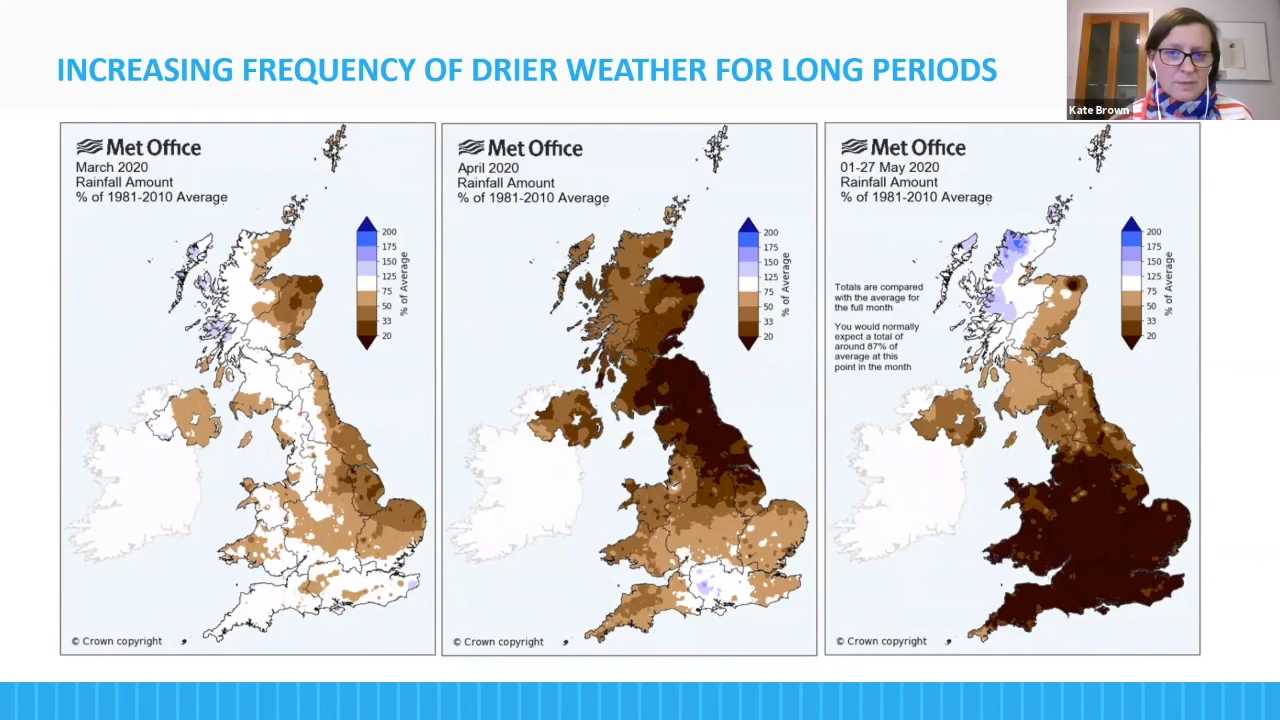 INCREASING FREQUENCY OF DRIER WEATHER FOR LONG PERIODS
Kate Brown
Met Office
March 2020
Rainfall Amount
% of 1981-2010 Average
200
175
150
125
75
50
33
20
% of Average
© Crown copyright
Met Office
April 2020
Rainfall Amount
% of 1981-2010 Average
200
175
150
125
75
50
33
20
% of Average
© Crown copyright
Met Office
01-27 May 2020
Rainfall Amount
% of 1981-2010 Average
200
175
150
125
75
50
33
20
% of Average
Totals are compared
with the average for
the full month
You would normally
expect a total of
around 87% of
average at this
point in the month
© Crown copyright